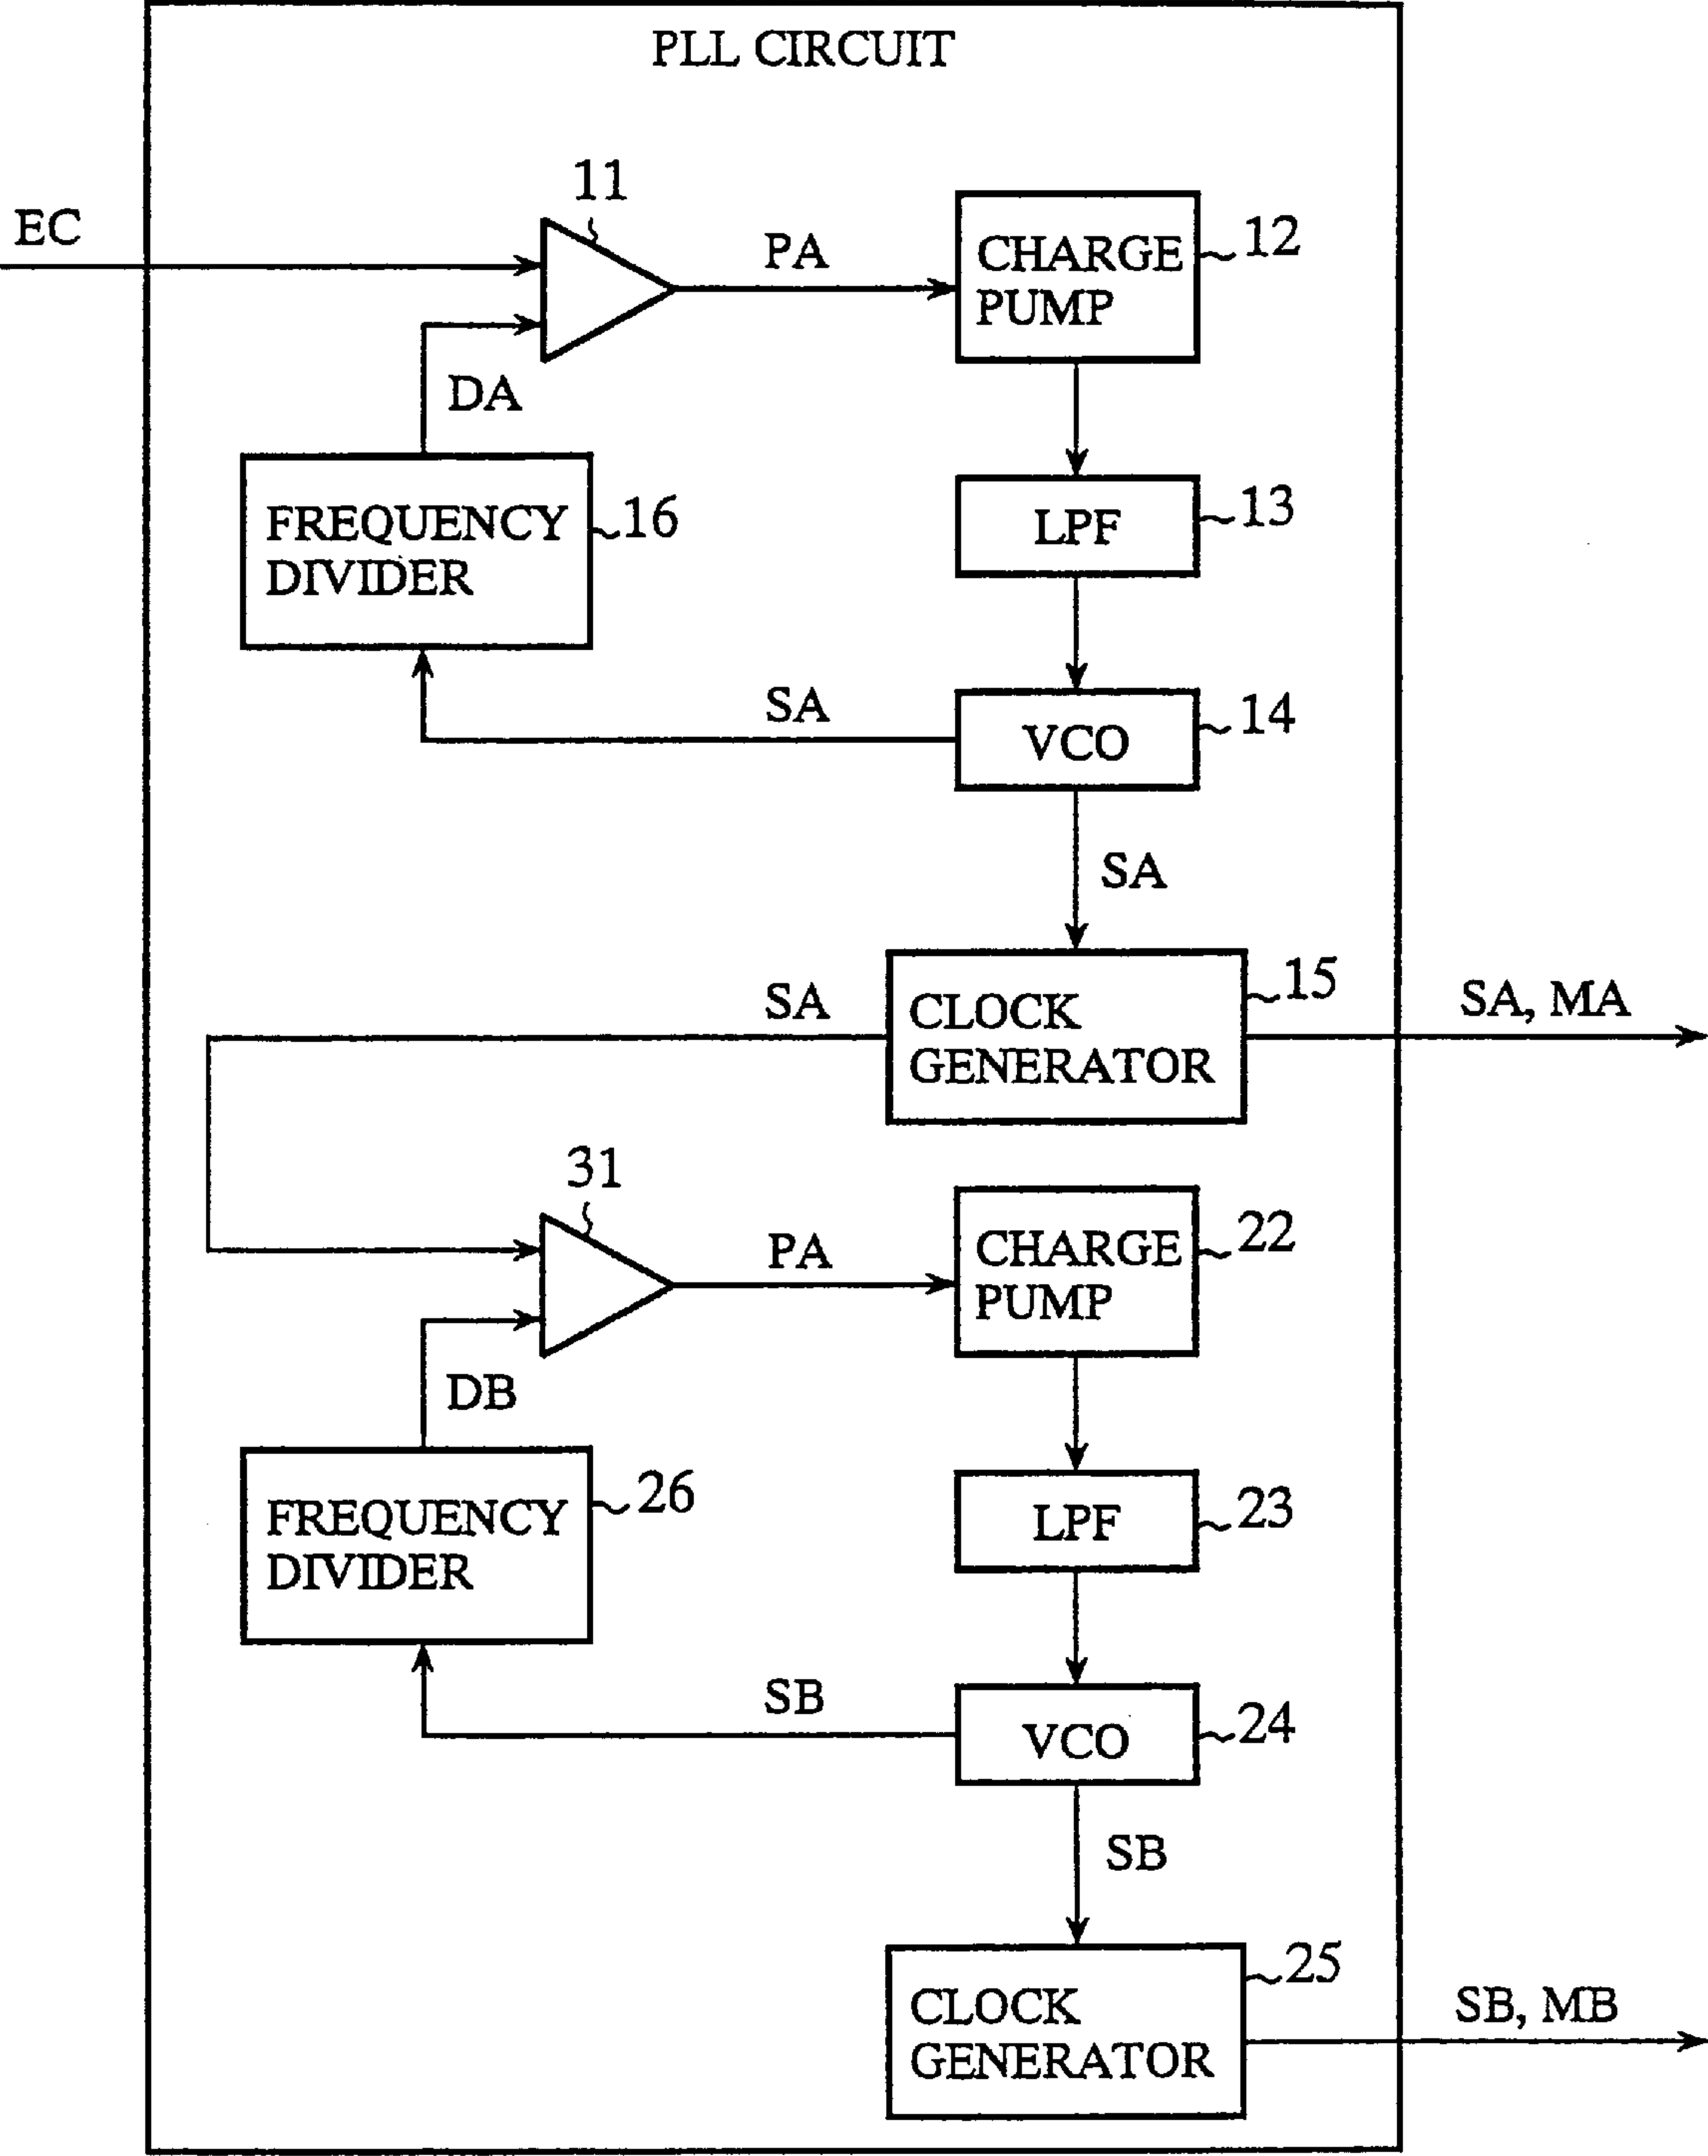 PLL CIRCUIT
EC
11
PA
CHARGE
PUMP
12
DA
FREQUENCY
DIVIDER
16
LPF
13
SA
VCO
14
SA
SA
CLOCK
GENERATOR
15
SA, MA
31
PA
CHARGE
PUMP
22
DB
FREQUENCY
DIVIDER
26
LPF
23
SB
VCO
24
SB
CLOCK
GENERATOR
25
SB, MB